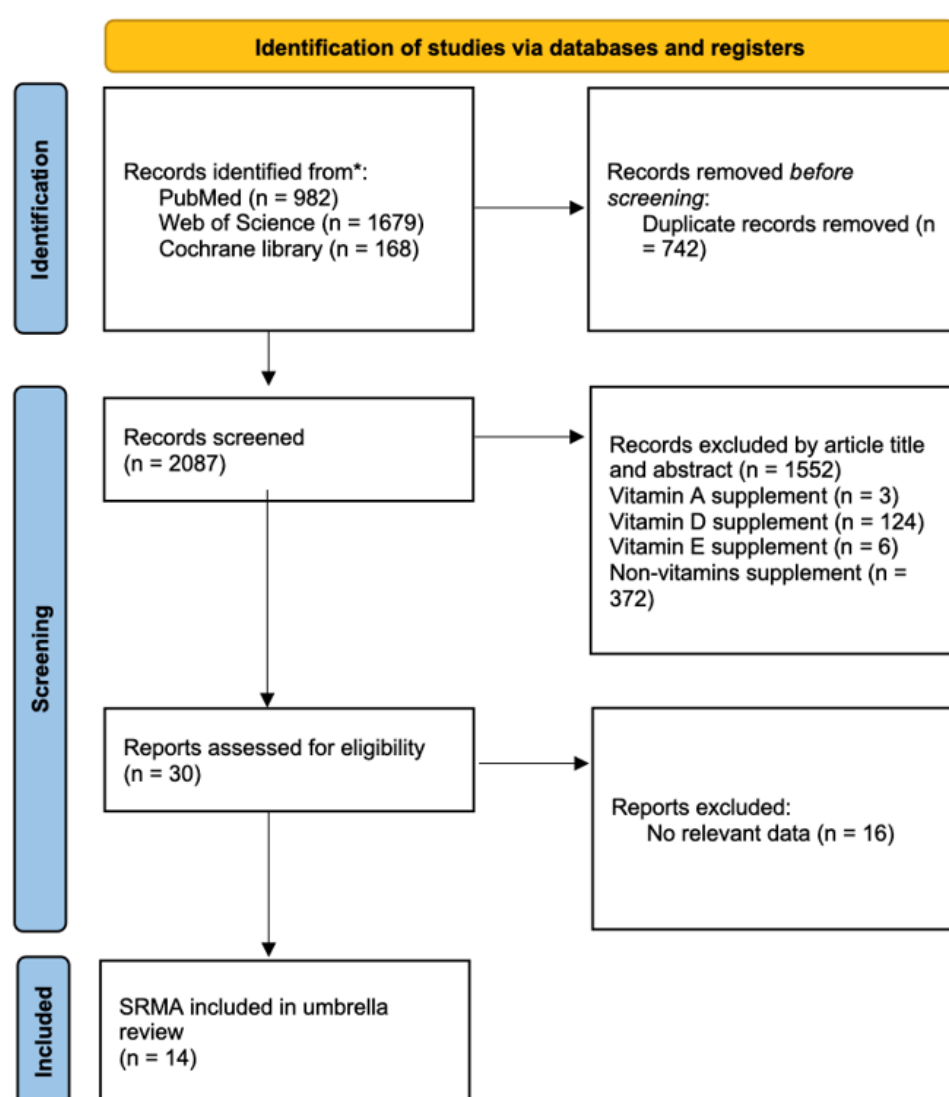 Identification of studies via databases and registers
Identification
Records identified from*:
PubMed (n = 982)
Web of Science (n = 1679)
Cochrane library (n = 168)
Records removed before
screening:
Duplicate records removed (n
= 742)
Screening
Records screened
(n = 2087)
Records excluded by article title
and abstract (n = 1552)
Vitamin A supplement (n = 3)
Vitamin D supplement (n = 124)
Vitamin E supplement (n = 6)
Non-vitamins supplement (n =
372)
Reports assessed for eligibility
(n = 30)
Reports excluded:
No relevant data (n = 16)
Included
SRMA included in umbrella
review
(n = 14)